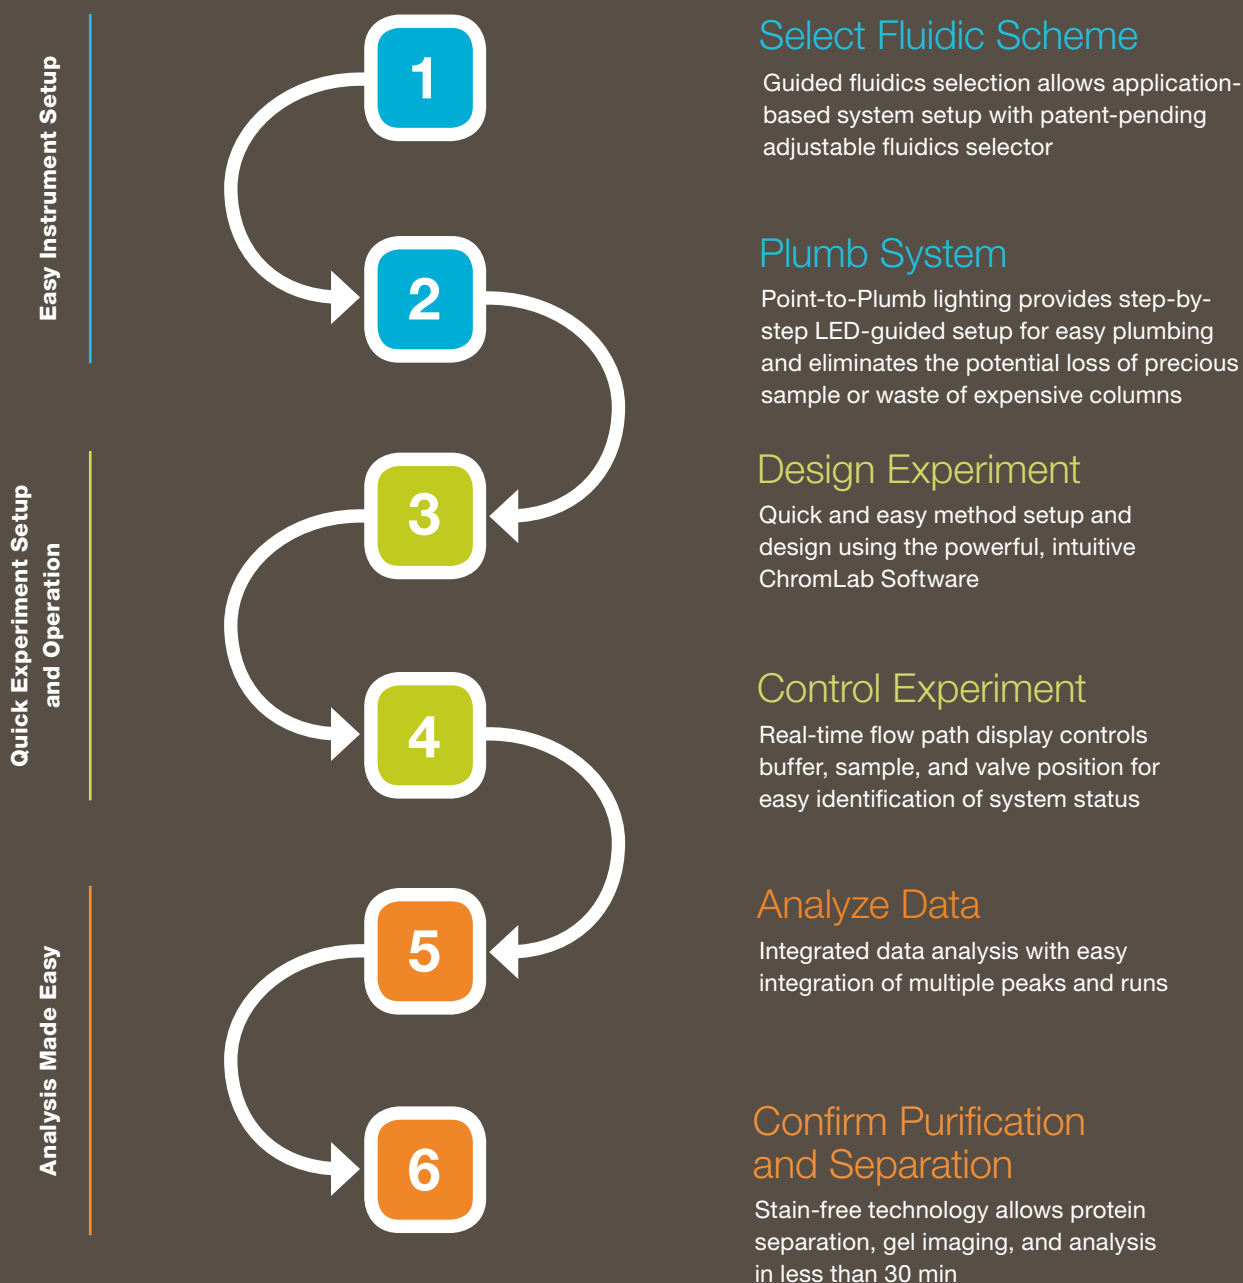 Easy Instrument Setup
1
Select Fluidic Scheme
Guided fluidics selection allows application-
based system setup with patent-pending
adjustable fluidics selector
2
Plumb System
Point-to-Plumb lighting provides step-by-
step LED-guided setup for easy plumbing
and eliminates the potential loss of precious
sample or waste of expensive columns
Quick Experiment Setup
and Operation
3
Design Experiment
Quick and easy method setup and
design using the powerful, intuitive
ChromLab Software
4
Control Experiment
Real-time flow path display controls
buffer, sample, and valve position for
easy identification of system status
Analysis Made Easy
5
Analyze Data
Integrated data analysis with easy
integration of multiple peaks and runs
6
Confirm Purification
and Separation
Stain-free technology allows protein
separation, gel imaging, and analysis
in less than 30 min